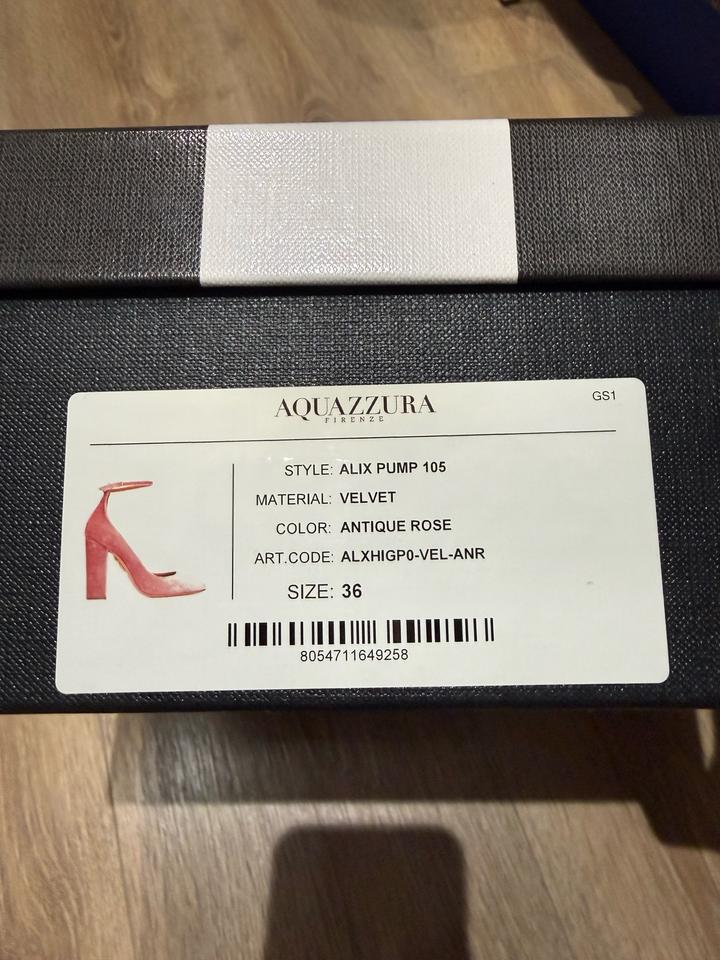 AQUAZZURA
FIRENZE
GS1
STYLE: ALIX PUMP 105
MATERIAL: VELVET
COLOR: ANTIQUE ROSE
ART.CODE: ALXHIGP0-VEL-ANR
SIZE: 36
8054711649258